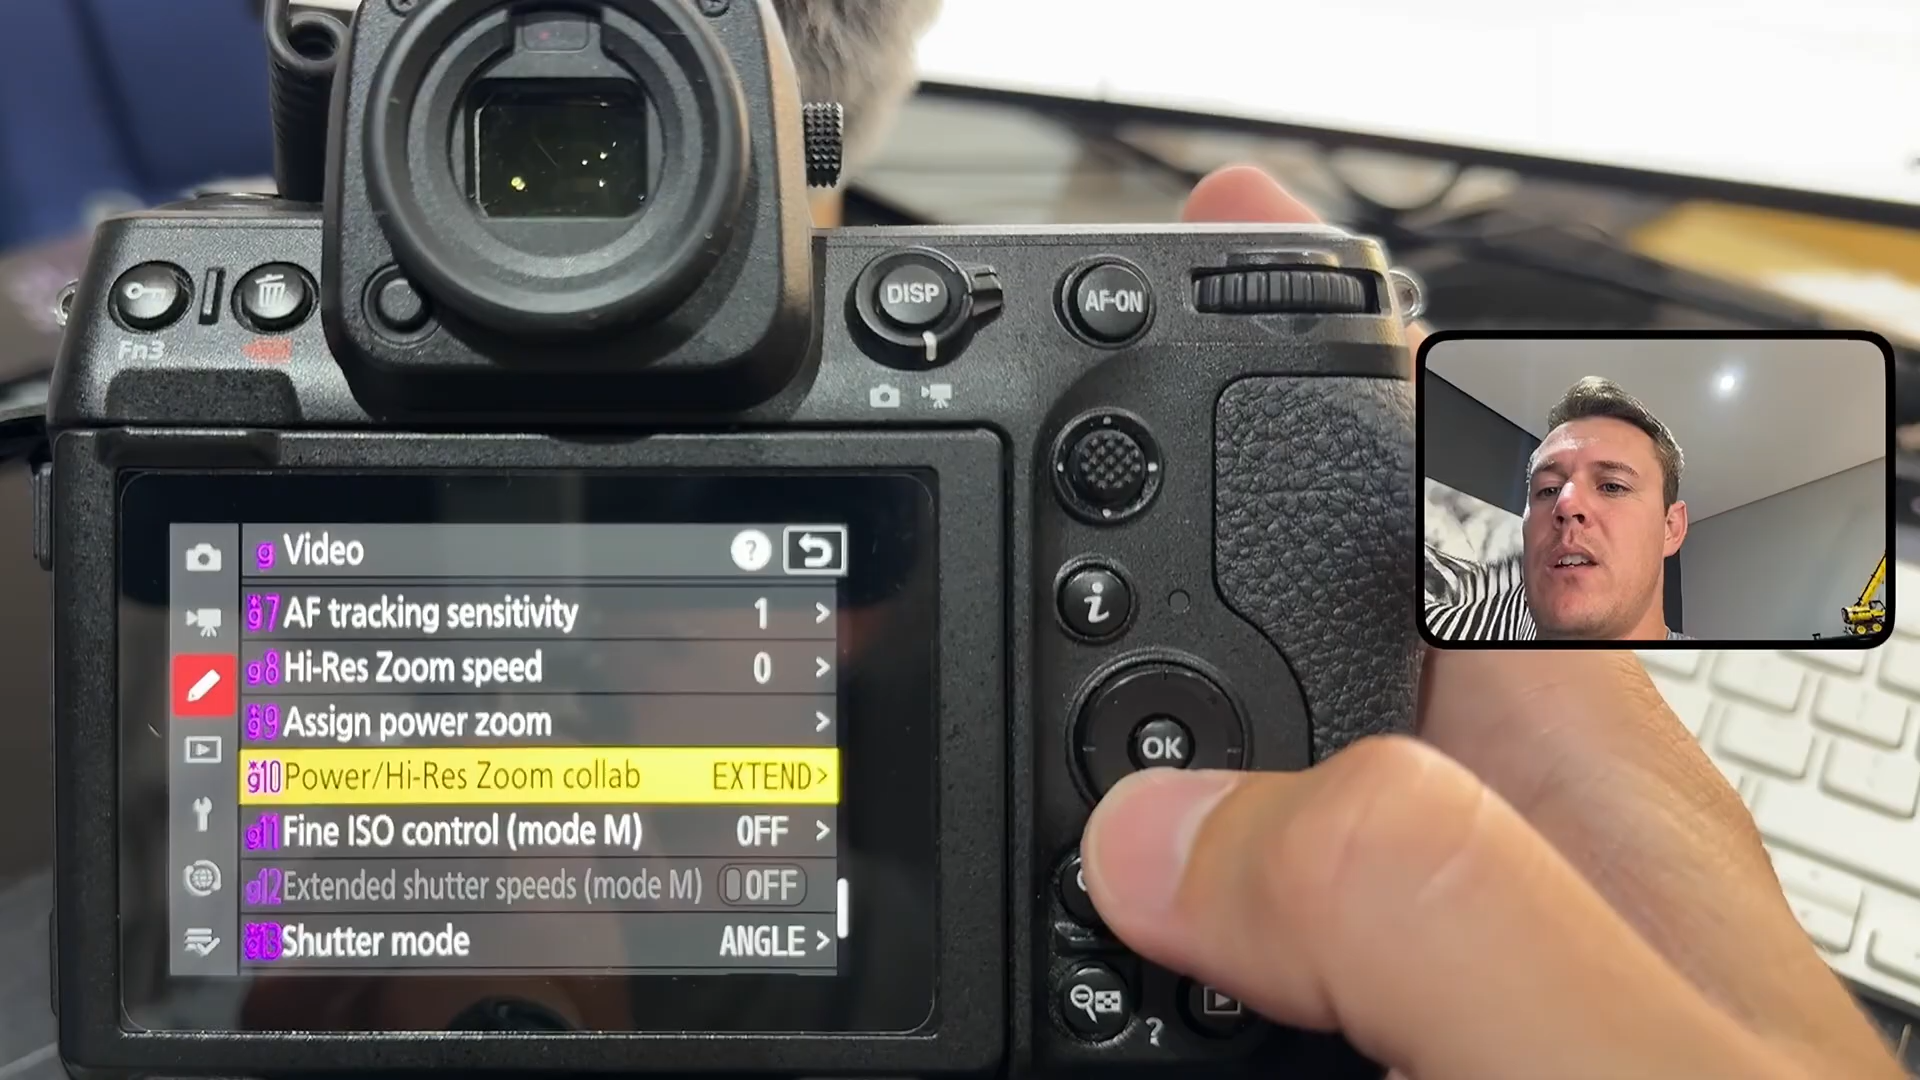 Fn3
DISP
AF-ON
i
OK
?
g Video ?
g7 AF tracking sensitivity 1 >
g8 Hi-Res Zoom speed 0 >
g9 Assign power zoom >
g10 Power/Hi-Res Zoom collab EXTEND >
g11 Fine ISO control (mode M) OFF >
g12 Extended shutter speeds (mode M) OFF
g13 Shutter mode ANGLE >